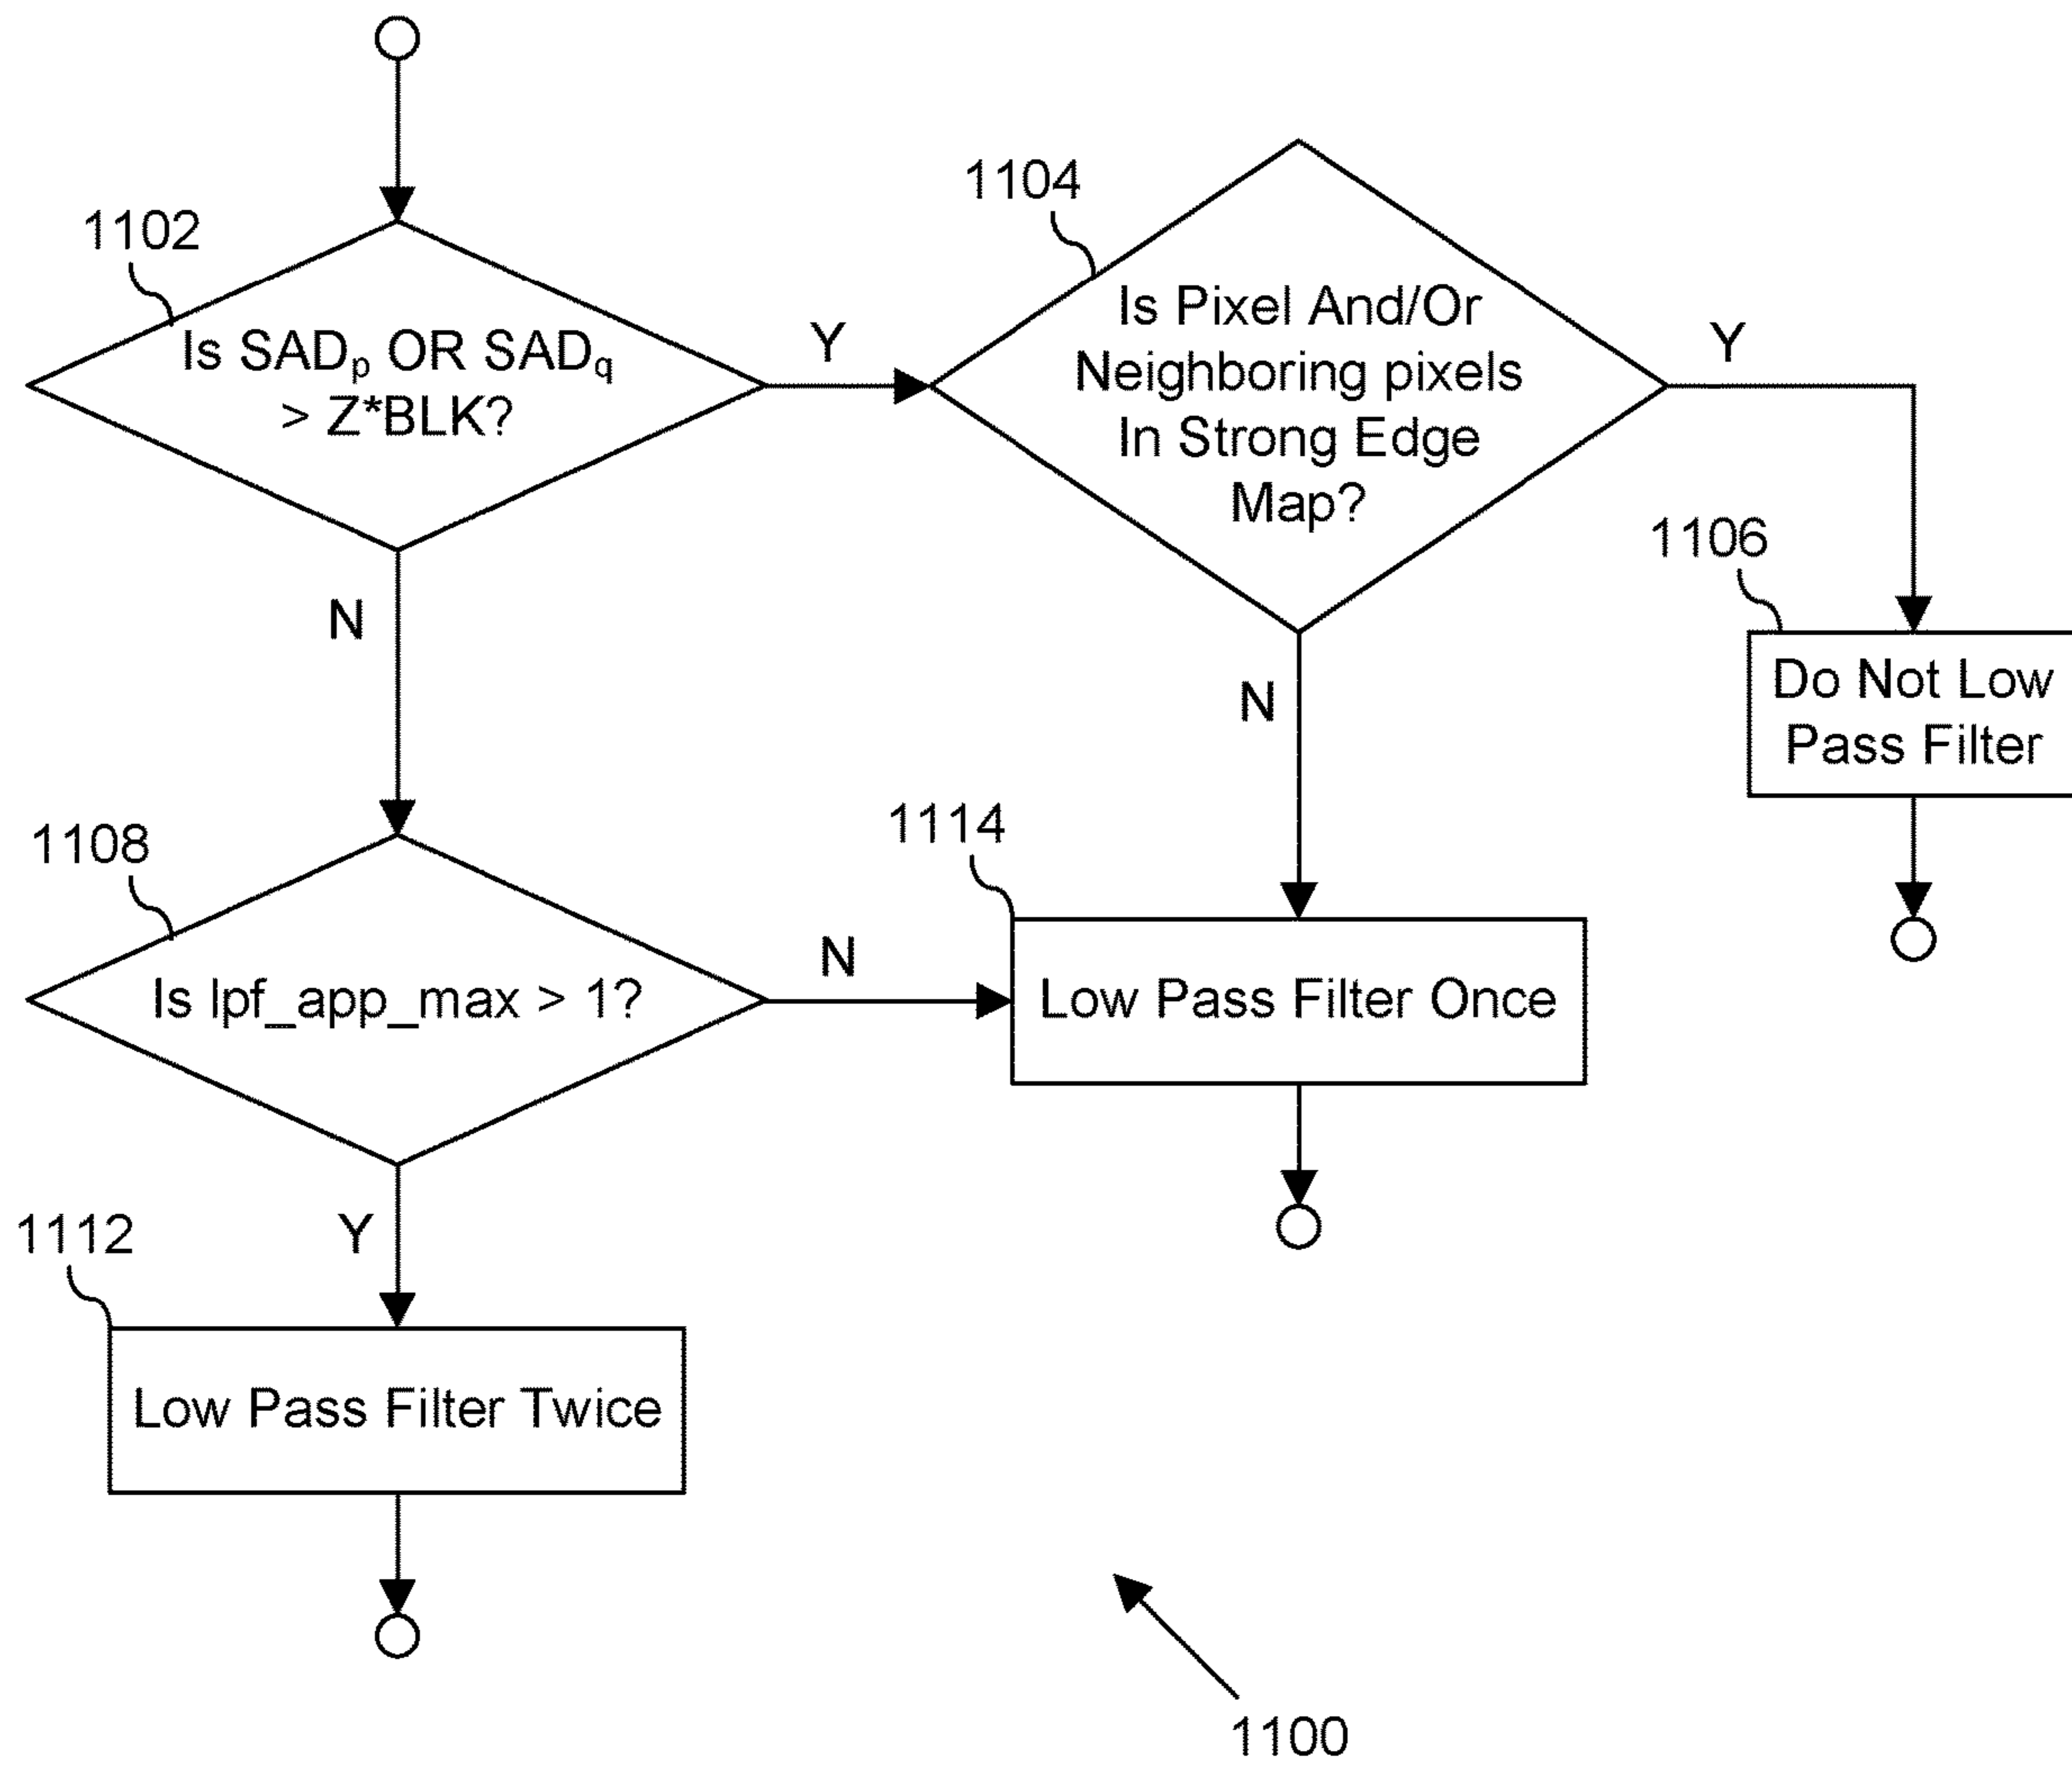 1102
Is SADp OR SADq
> Z*BLK?
Y
N
1104
Is Pixel And/Or
Neighboring pixels
In Strong Edge
Map?
Y
N
1106
Do Not Low
Pass Filter
1108
Is lpf_app_max > 1?
N
Y
1114
Low Pass Filter Once
1112
Low Pass Filter Twice
1100